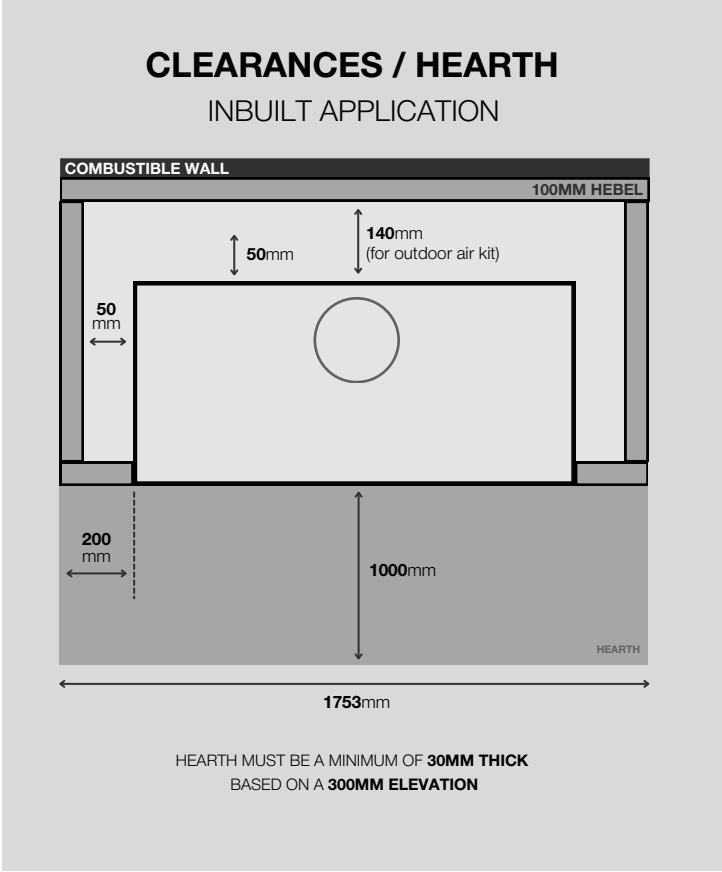 CLEARANCES / HEARTH
INBUILT APPLICATION
COMBUSTIBLE WALL
100MM HEBEL
140mm
(for outdoor air kit)
50mm
50
mm
200
mm
1000mm
HEARTH
1753mm
HEARTH MUST BE A MINIMUM OF 30MM THICK
BASED ON A 300MM ELEVATION